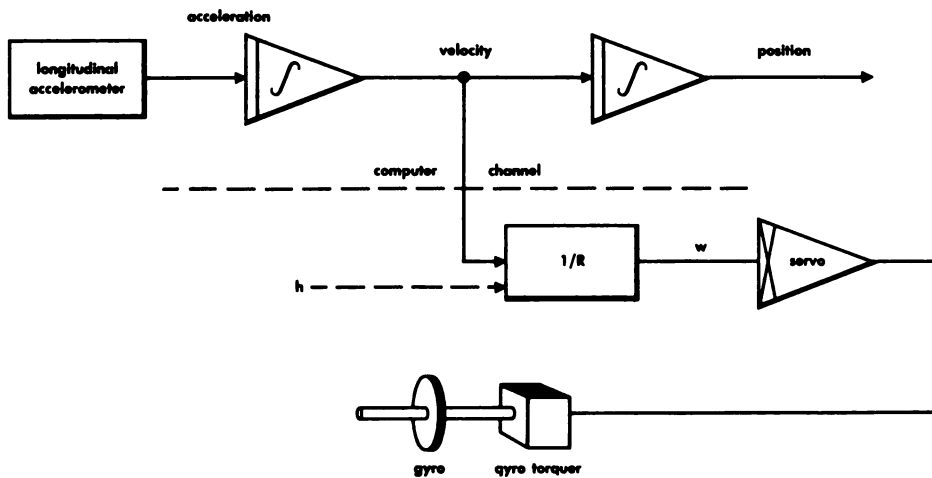 acceleration
longitudinal
accelerometer
∫
velocity
∫
position
computer channel
h
1/R
w
servo
gyro
gyro torquer